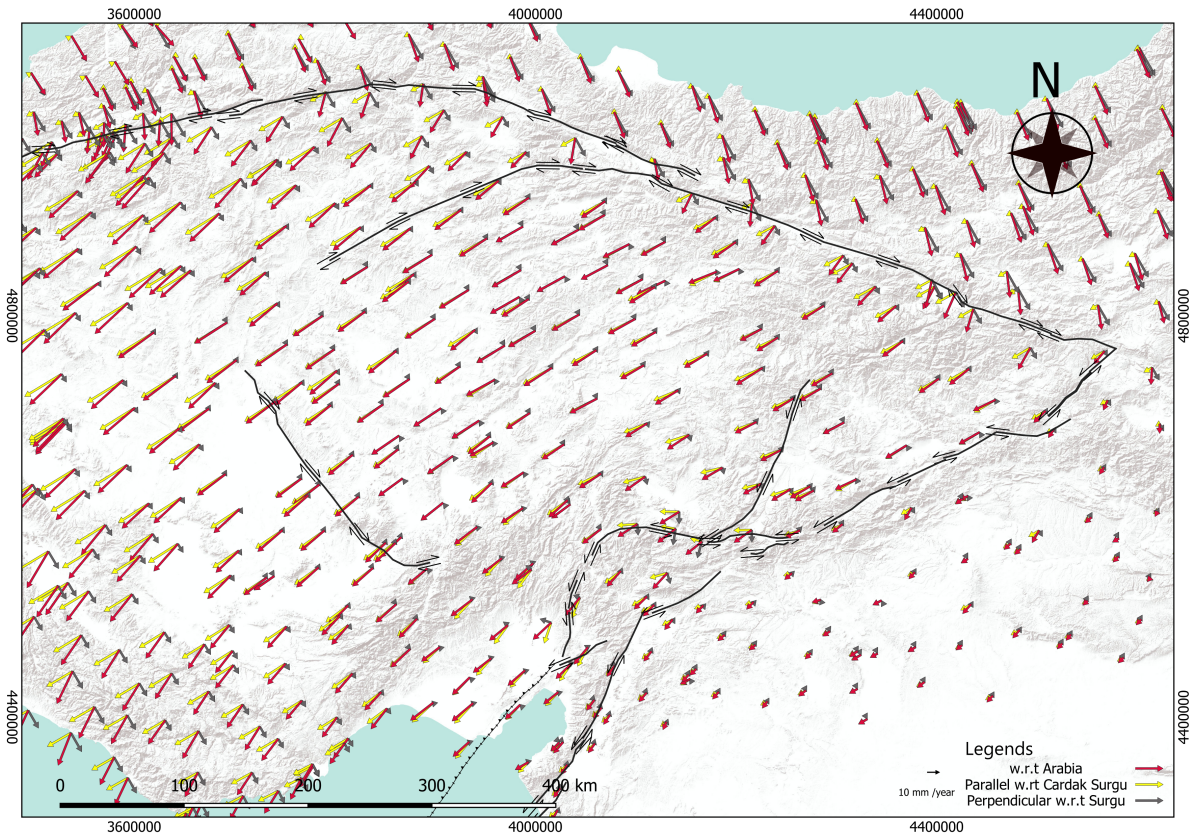 3600000 4000000 4400000
N
4800000 4800000
4400000 4400000
Legends
w.r.t Arabia
Parallel w.rt Cardak Surgu
10 mm /year
Perpendicular w.r.t Surgu
0 100 200 300 400 km
3600000 4000000 4400000